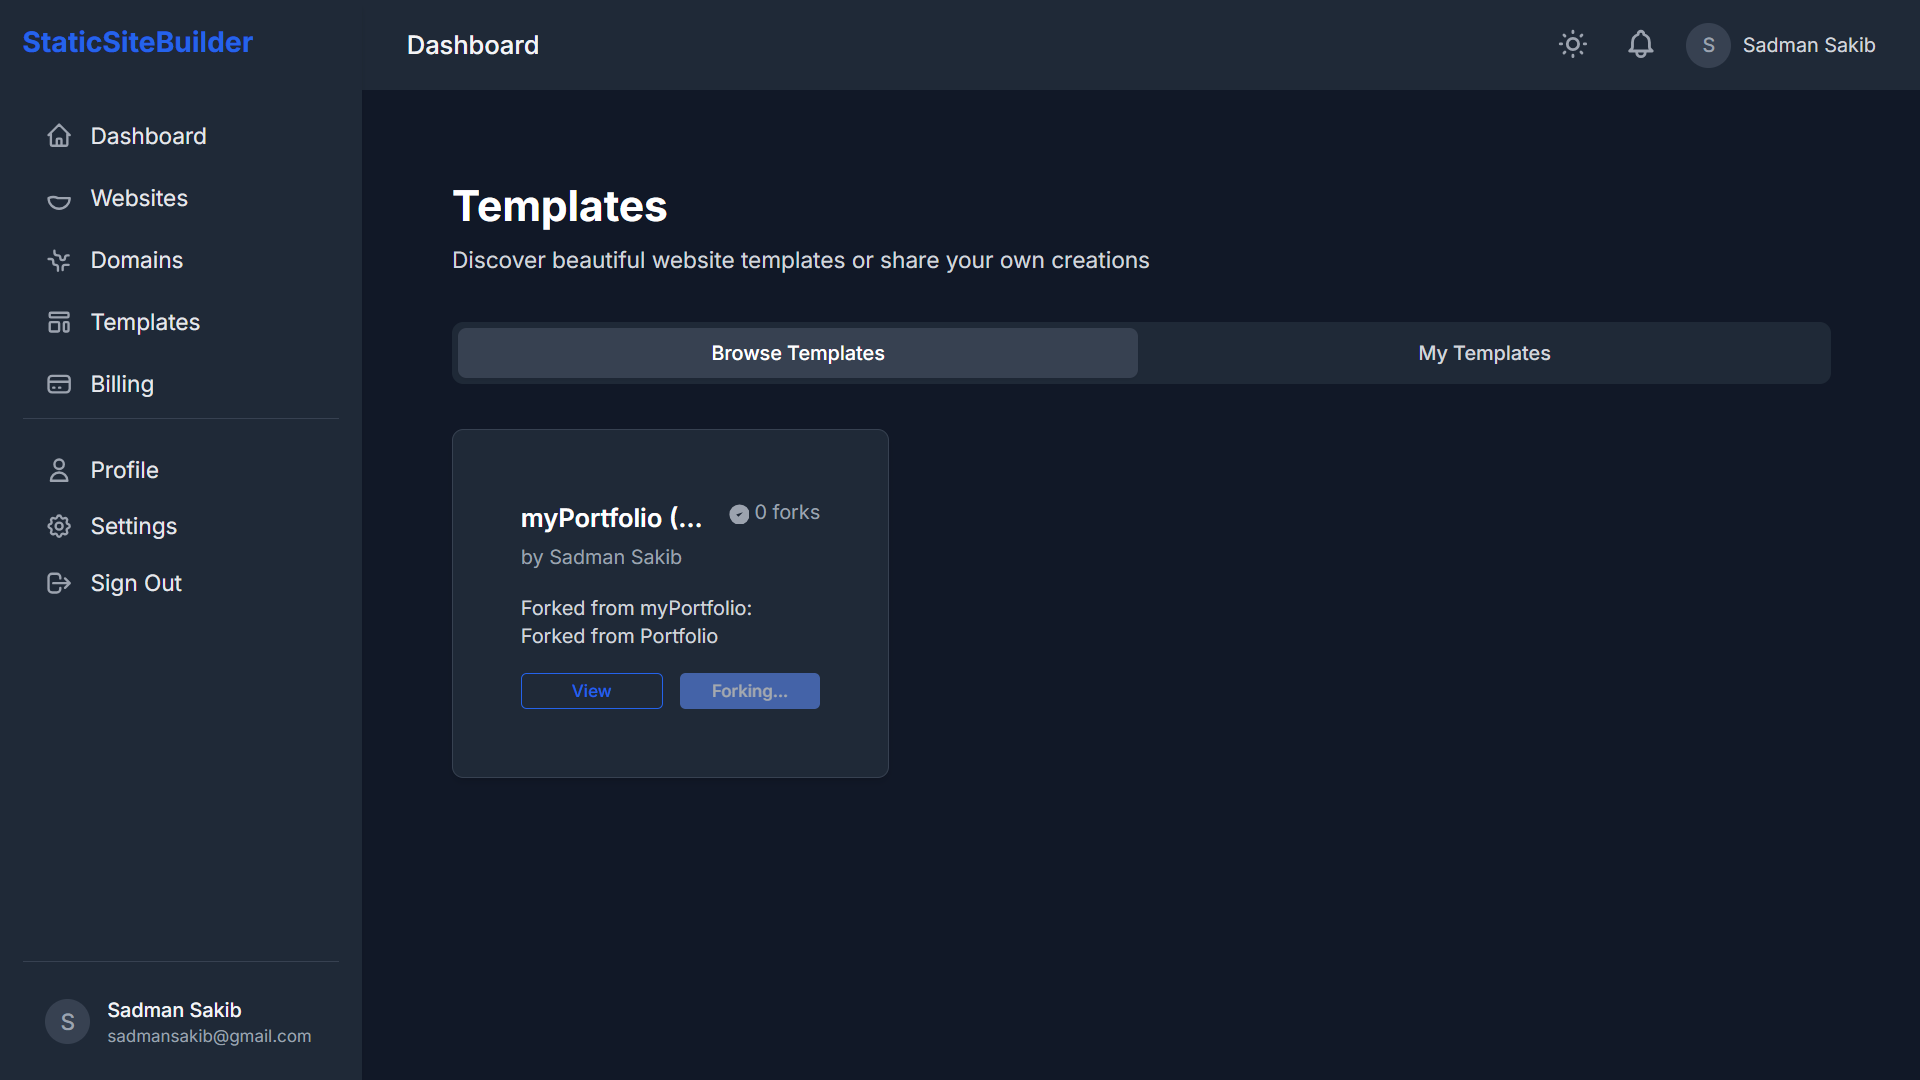 StaticSiteBuilder
Dashboard
Websites
Domains
Templates
Billing
Profile
Settings
Sign Out
S
Sadman Sakib
sadmansakib@gmail.com
Dashboard
S
Sadman Sakib
Templates
Discover beautiful website templates or share your own creations
Browse Templates
My Templates
myPortfolio (...
0 forks
by Sadman Sakib
Forked from myPortfolio:
Forked from Portfolio
View
Forking...